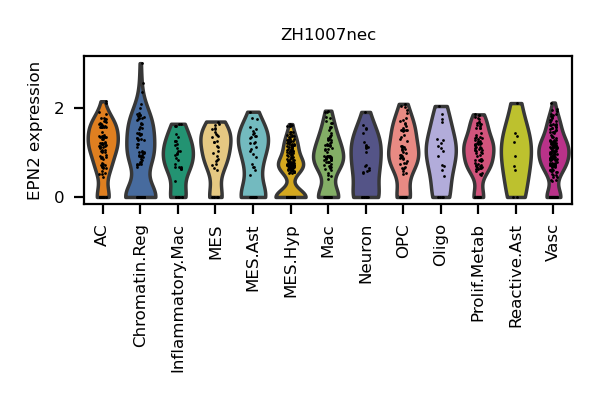 ZH1007nec
EPN2 expression
2
0
AC
Chromatin.Reg
Inflammatory.Mac
MES
MES.Ast
MES.Hyp
Mac
Neuron
OPC
Oligo
Prolif.Metab
Reactive.Ast
Vasc